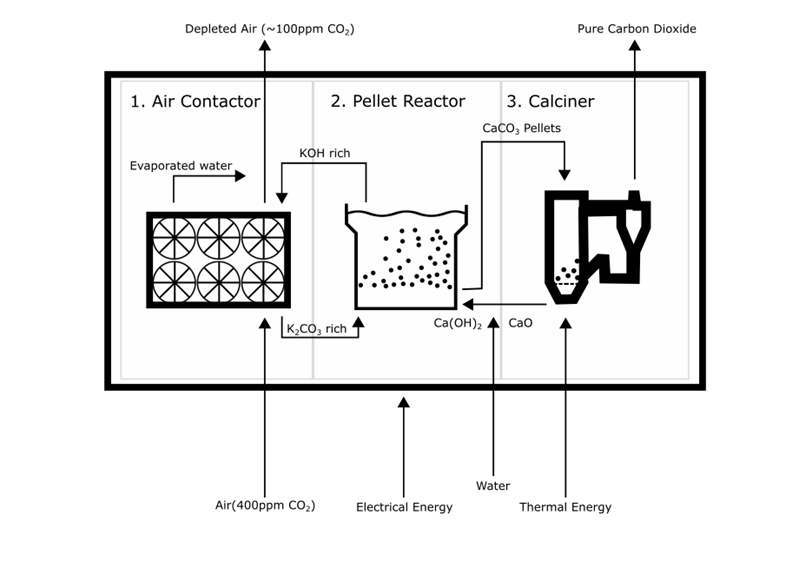 Depleted Air (~100ppm CO₂)
Pure Carbon Dioxide
1. Air Contactor
2. Pellet Reactor
3. Calciner
CaCO₃ Pellets
KOH rich
Evaporated water
K₂CO₃ rich
Ca(OH)₂
CaO
Water
Air(400ppm CO₂)
Electrical Energy
Thermal Energy